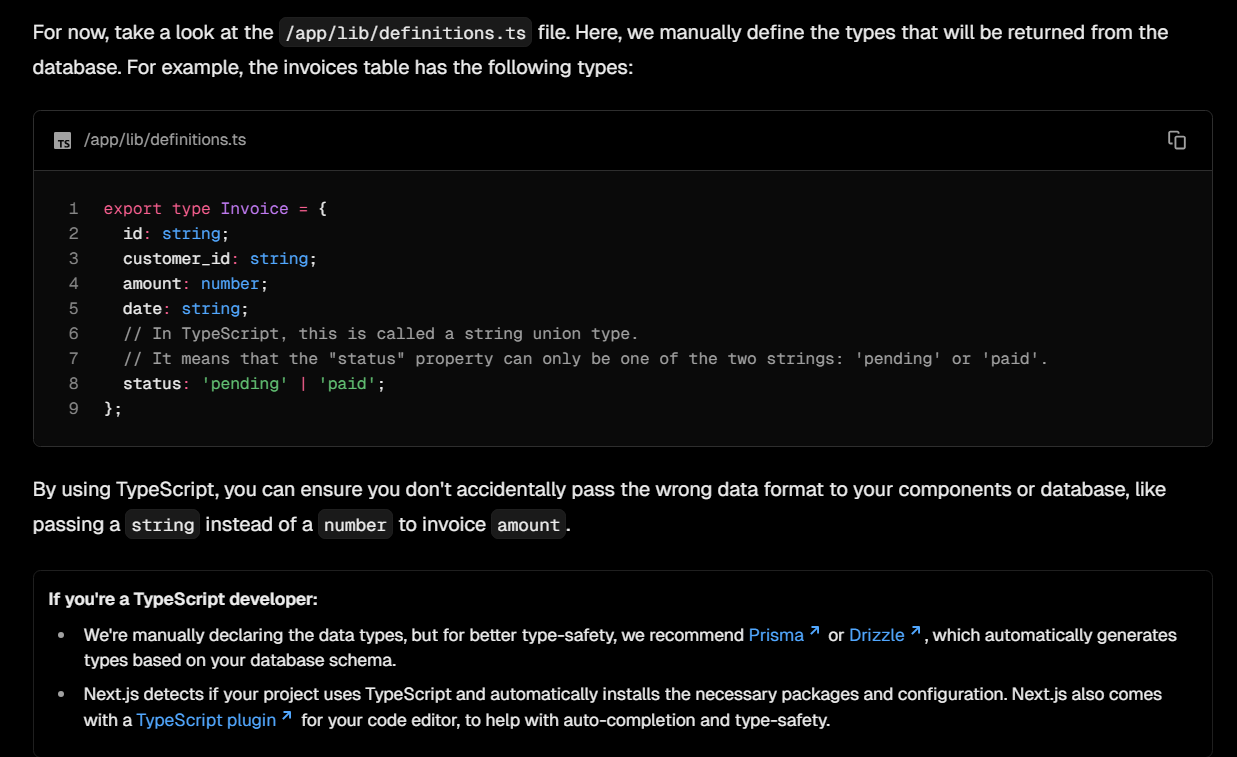 For now, take a look at the /app/lib/definitions.ts file. Here, we manually define the types that will be returned from the
database. For example, the invoices table has the following types:
TS /app/lib/definitions.ts
1 export type Invoice = {
2   id: string;
3   customer_id: string;
4   amount: number;
5   date: string;
6   // In TypeScript, this is called a string union type.
7   // It means that the "status" property can only be one of the two strings: 'pending' or 'paid'.
8   status: 'pending' | 'paid';
9 };
By using TypeScript, you can ensure you don't accidentally pass the wrong data format to your components or database, like
passing a string instead of a number to invoice amount.
If you're a TypeScript developer:
• We're manually declaring the data types, but for better type-safety, we recommend Prisma ↗ or Drizzle ↗, which automatically generates
types based on your database schema.
• Next.js detects if your project uses TypeScript and automatically installs the necessary packages and configuration. Next.js also comes
with a TypeScript plugin ↗ for your code editor, to help with auto-completion and type-safety.